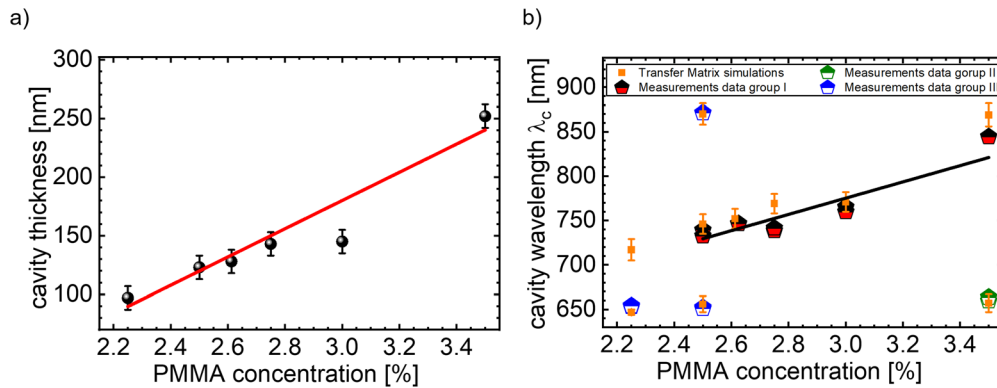 a)
300
250
200
150
100
cavity thickness [nm]
2.2 2.4 2.6 2.8 3.0 3.2 3.4
PMMA concentration [%]
b)
Transfer Matrix simulations
Measurements data gorup I
Measurements data gorup II
Measurements data gorup III
900
850
800
750
700
650
cavity wavelength λc [nm]
2.2 2.4 2.6 2.8 3.0 3.2 3.4
PMMA concentration [%]